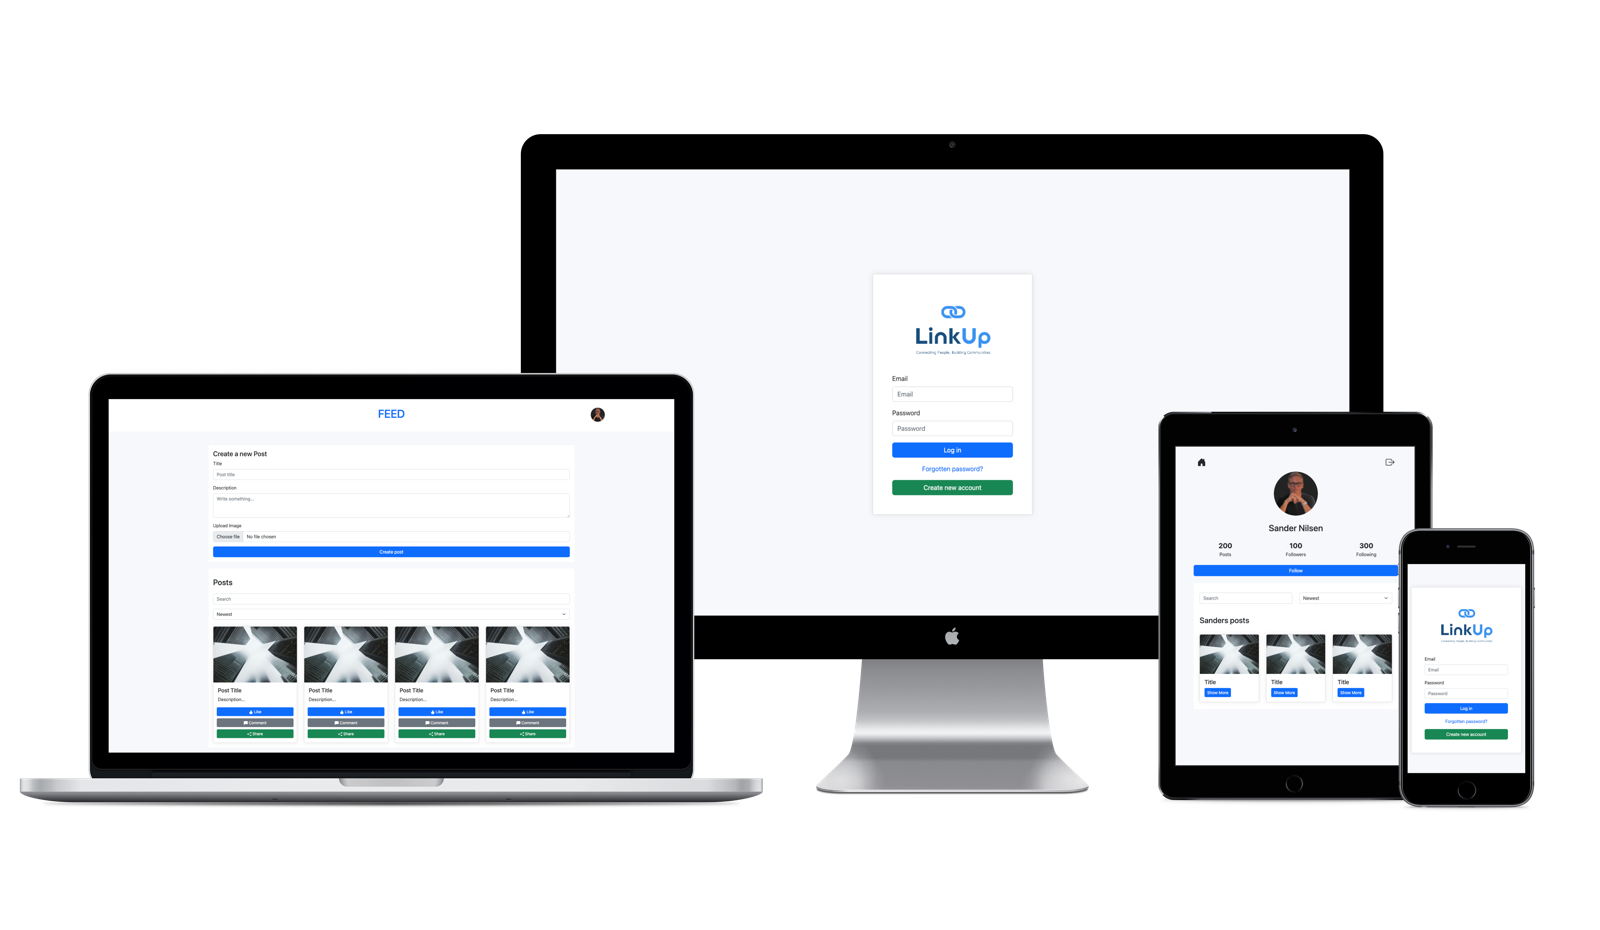 LinkUp
Connecting People, Building Communities
Email
Email
Password
Password
Log in
Forgotten password?
Create new account
FEED
Create a new Post
Title
Post title
Description
Write something...
Upload Image
Choose file No file chosen
Create post
Posts
Search
Newest
Post Title Post Title Post Title Post Title
Description... Description... Description... Description...
Like Like Like Like
Comment Comment Comment Comment
Share Share Share Share
Sander Nilsen
200 100 300
Posts Followers Following
Follow
Search Newest
Sanders posts
Title Title Title
Show More Show More Show More
LinkUp
Connecting People, Building Communities
Email
Email
Password
Password
Log in
Forgotten password?
Create new account